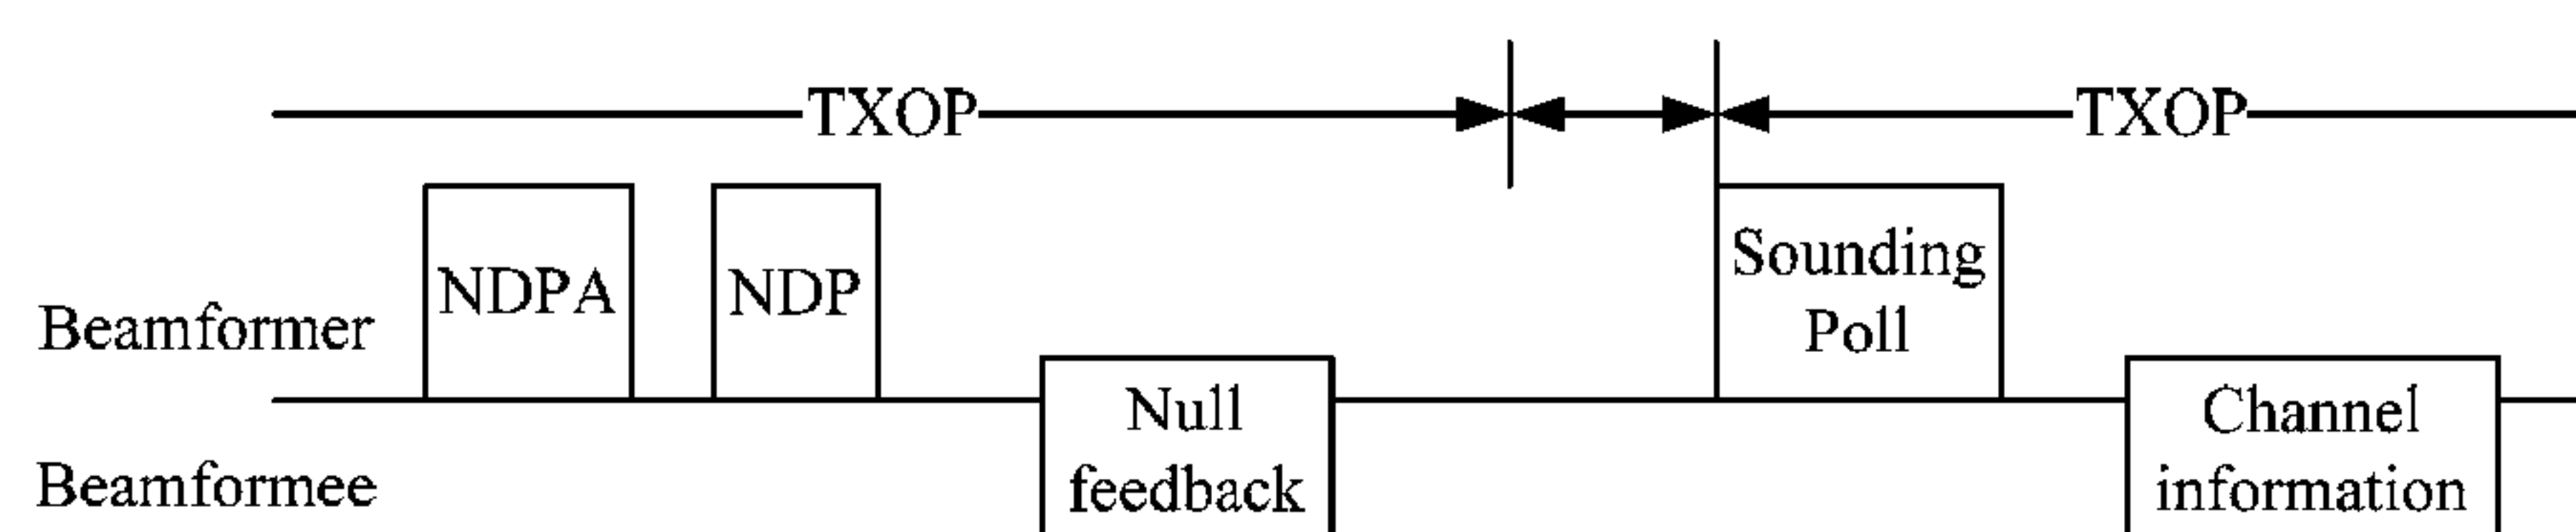 TXOP
TXOP
NDPA
NDP
Sounding
Poll
Beamformer
Null
feedback
Channel
information
Beamformee